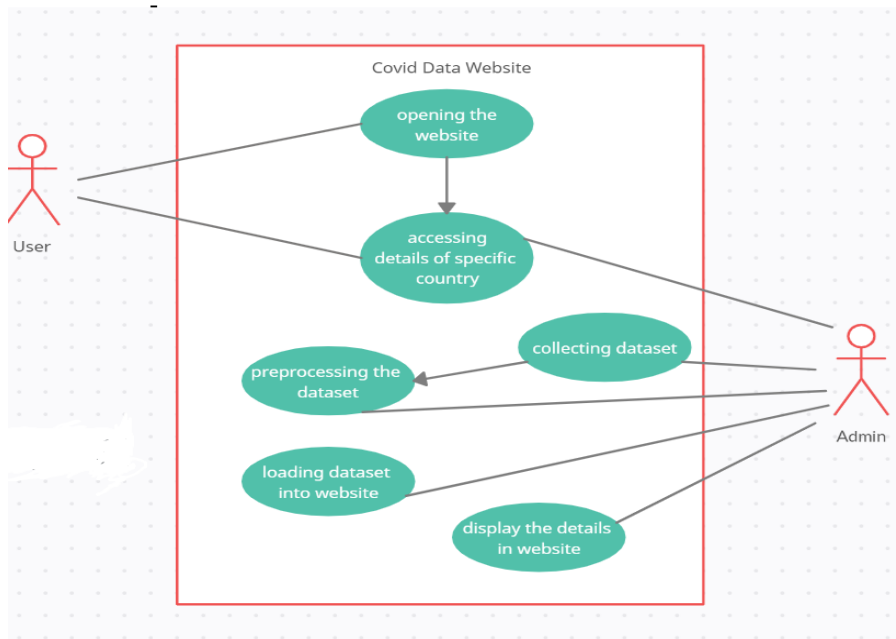 Covid Data Website
opening the
website
User
accessing
details of specific
country
collecting dataset
preprocessing the
dataset
Admin
loading dataset
into website
display the details
in website